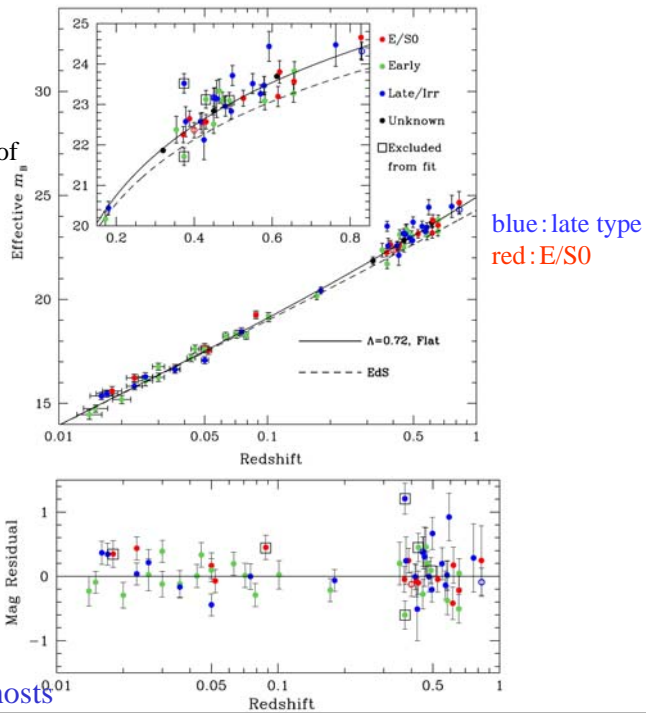 25
24
23
22
21
20
0.2
0.4
0.6
0.8
E/S0
Early
Late/Irr
Unknown
Excluded
from fit
of
30
25
20
15
Effective m_B
blue:late type
red:E/S0
Λ=0.72, Flat
EdS
0.01
0.05
0.1
0.5
1
Redshift
1
0
-1
Mag Residual
0.01
0.05
0.1
0.5
1
Redshift
osts